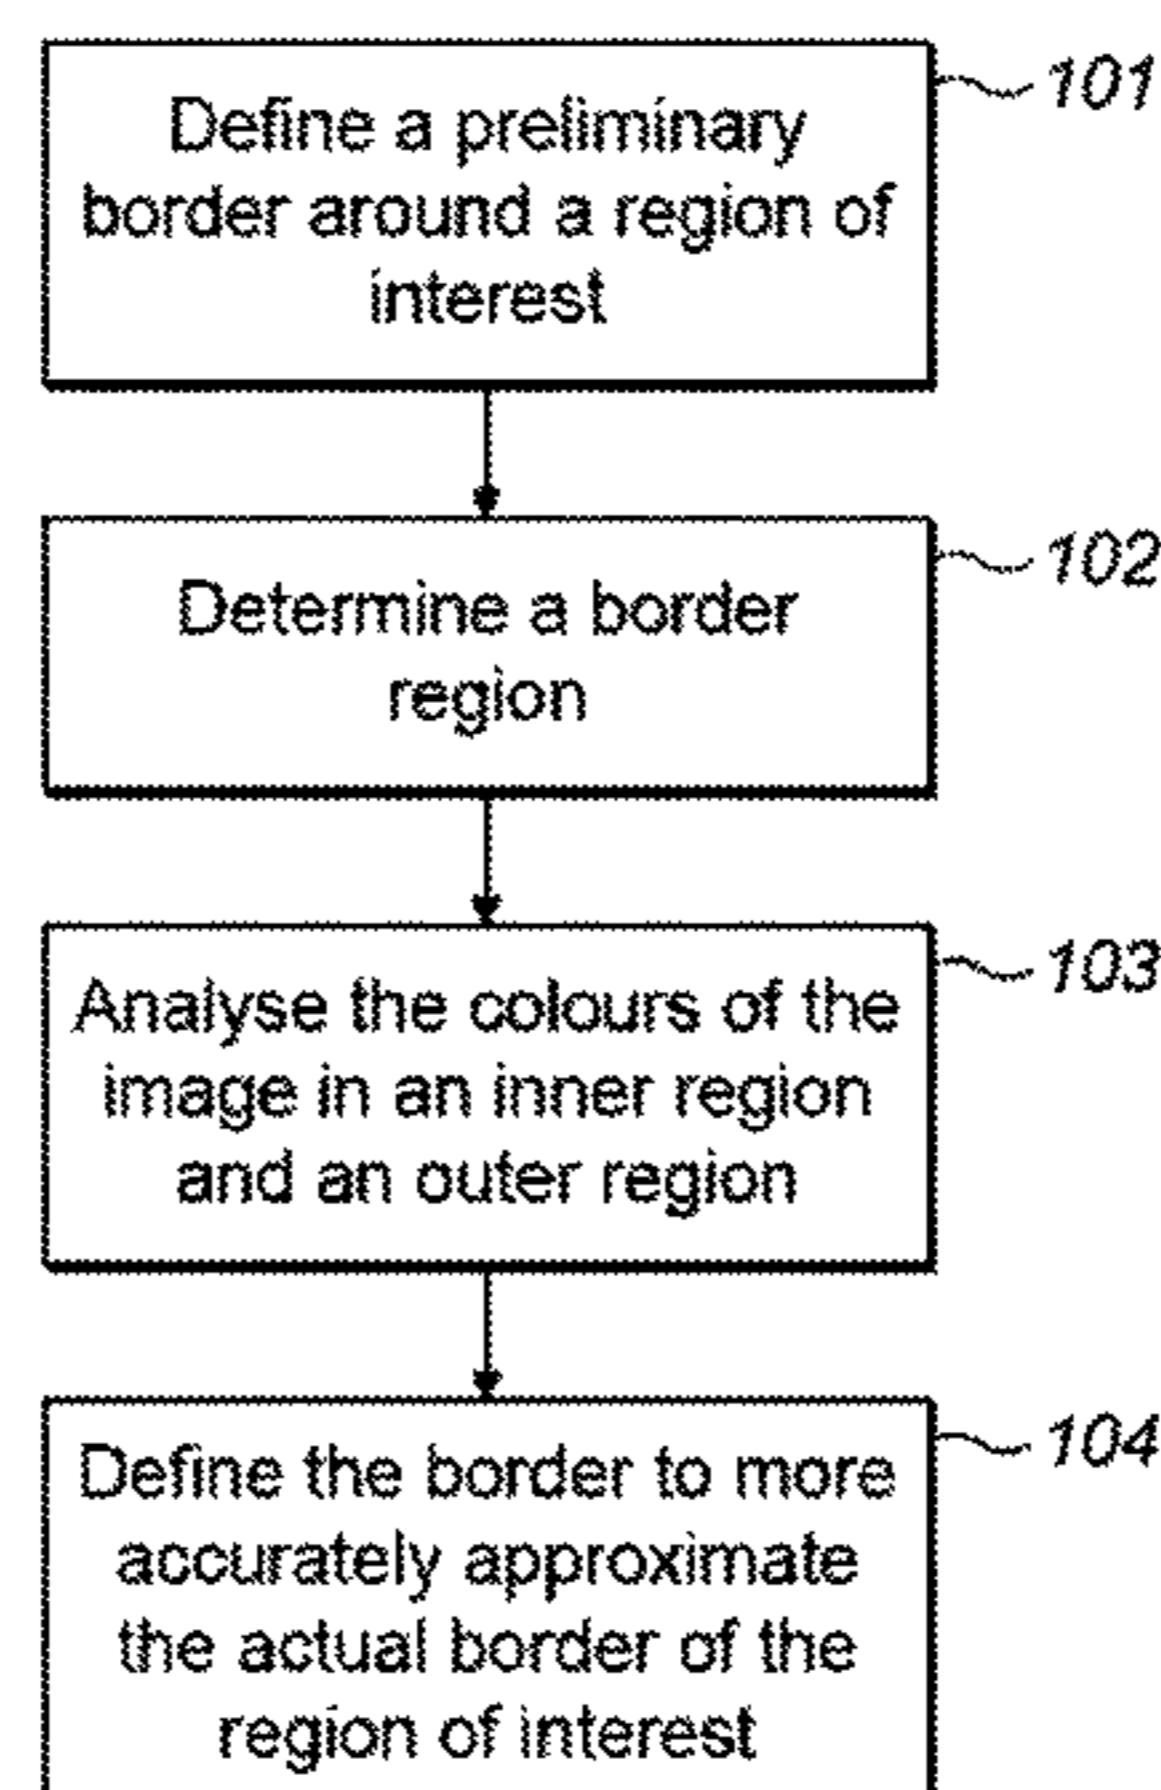 Define a preliminary
border around a region of
interest
101
Determine a border
region
102
Analyse the colours of the
image in an inner region
and an outer region
103
Define the border to more
accurately approximate
the actual border of the
region of interest
104